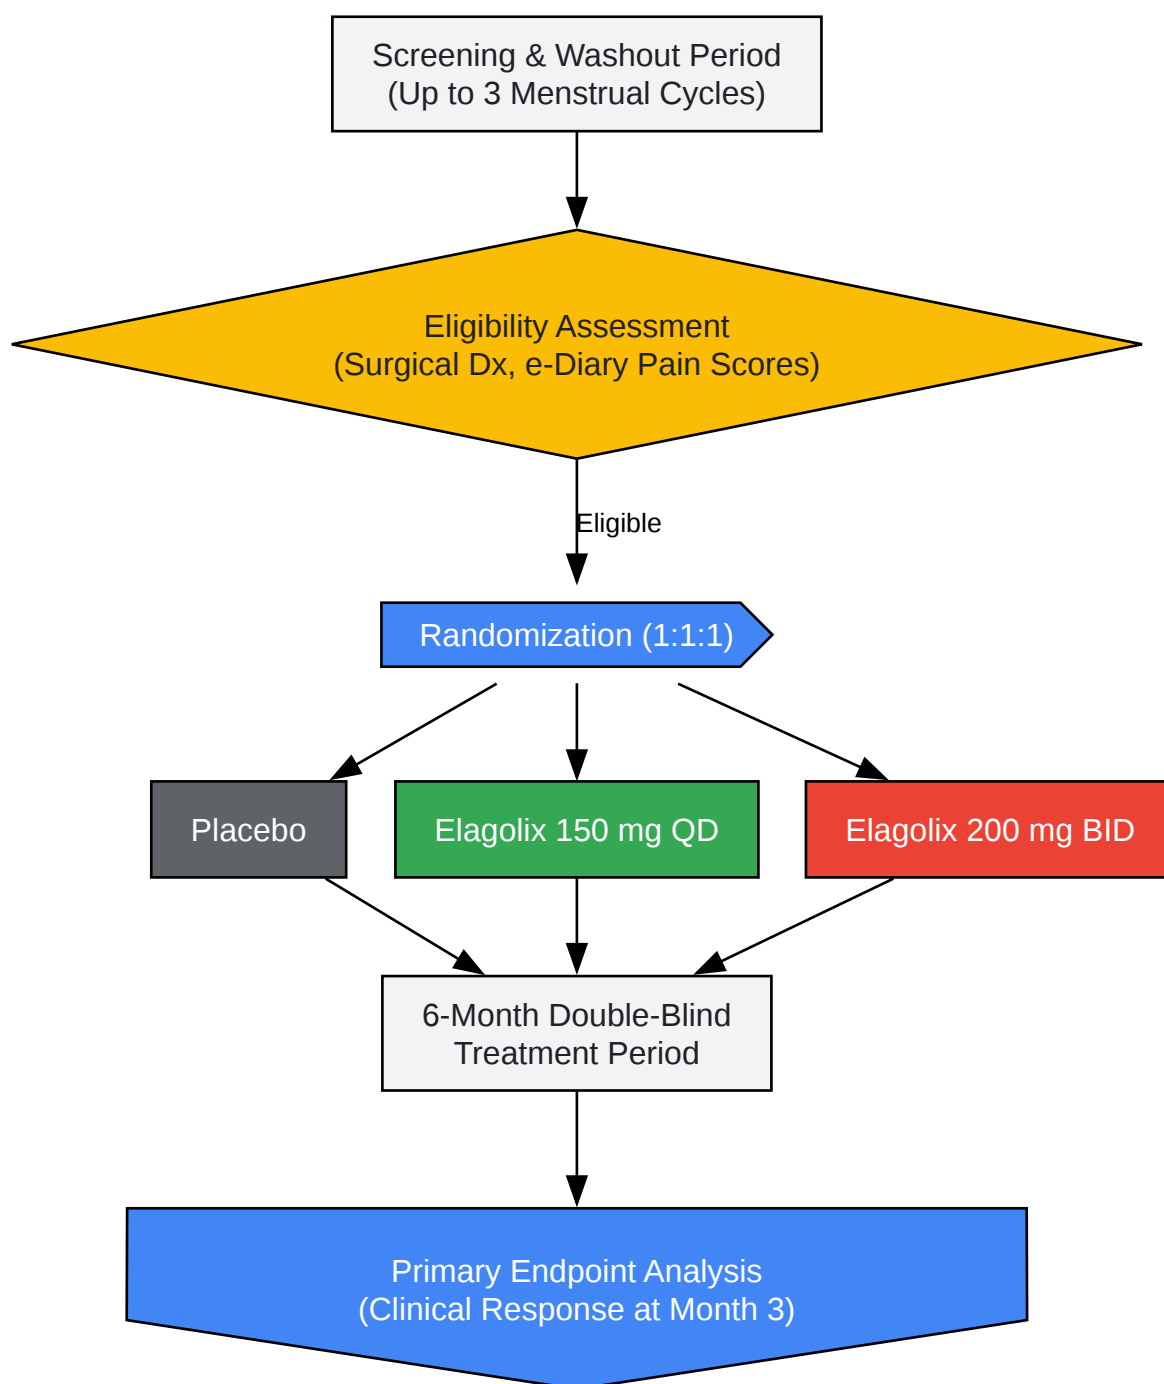 Screening & Washout Period
(Up to 3 Menstrual Cycles)
Eligibility Assessment
(Surgical Dx, e-Diary Pain Scores)
Eligible
Randomization (1:1:1)
Placebo
Elagolix 150 mg QD
Elagolix 200 mg BID
6-Month Double-Blind
Treatment Period
Primary Endpoint Analysis
(Clinical Response at Month 3)